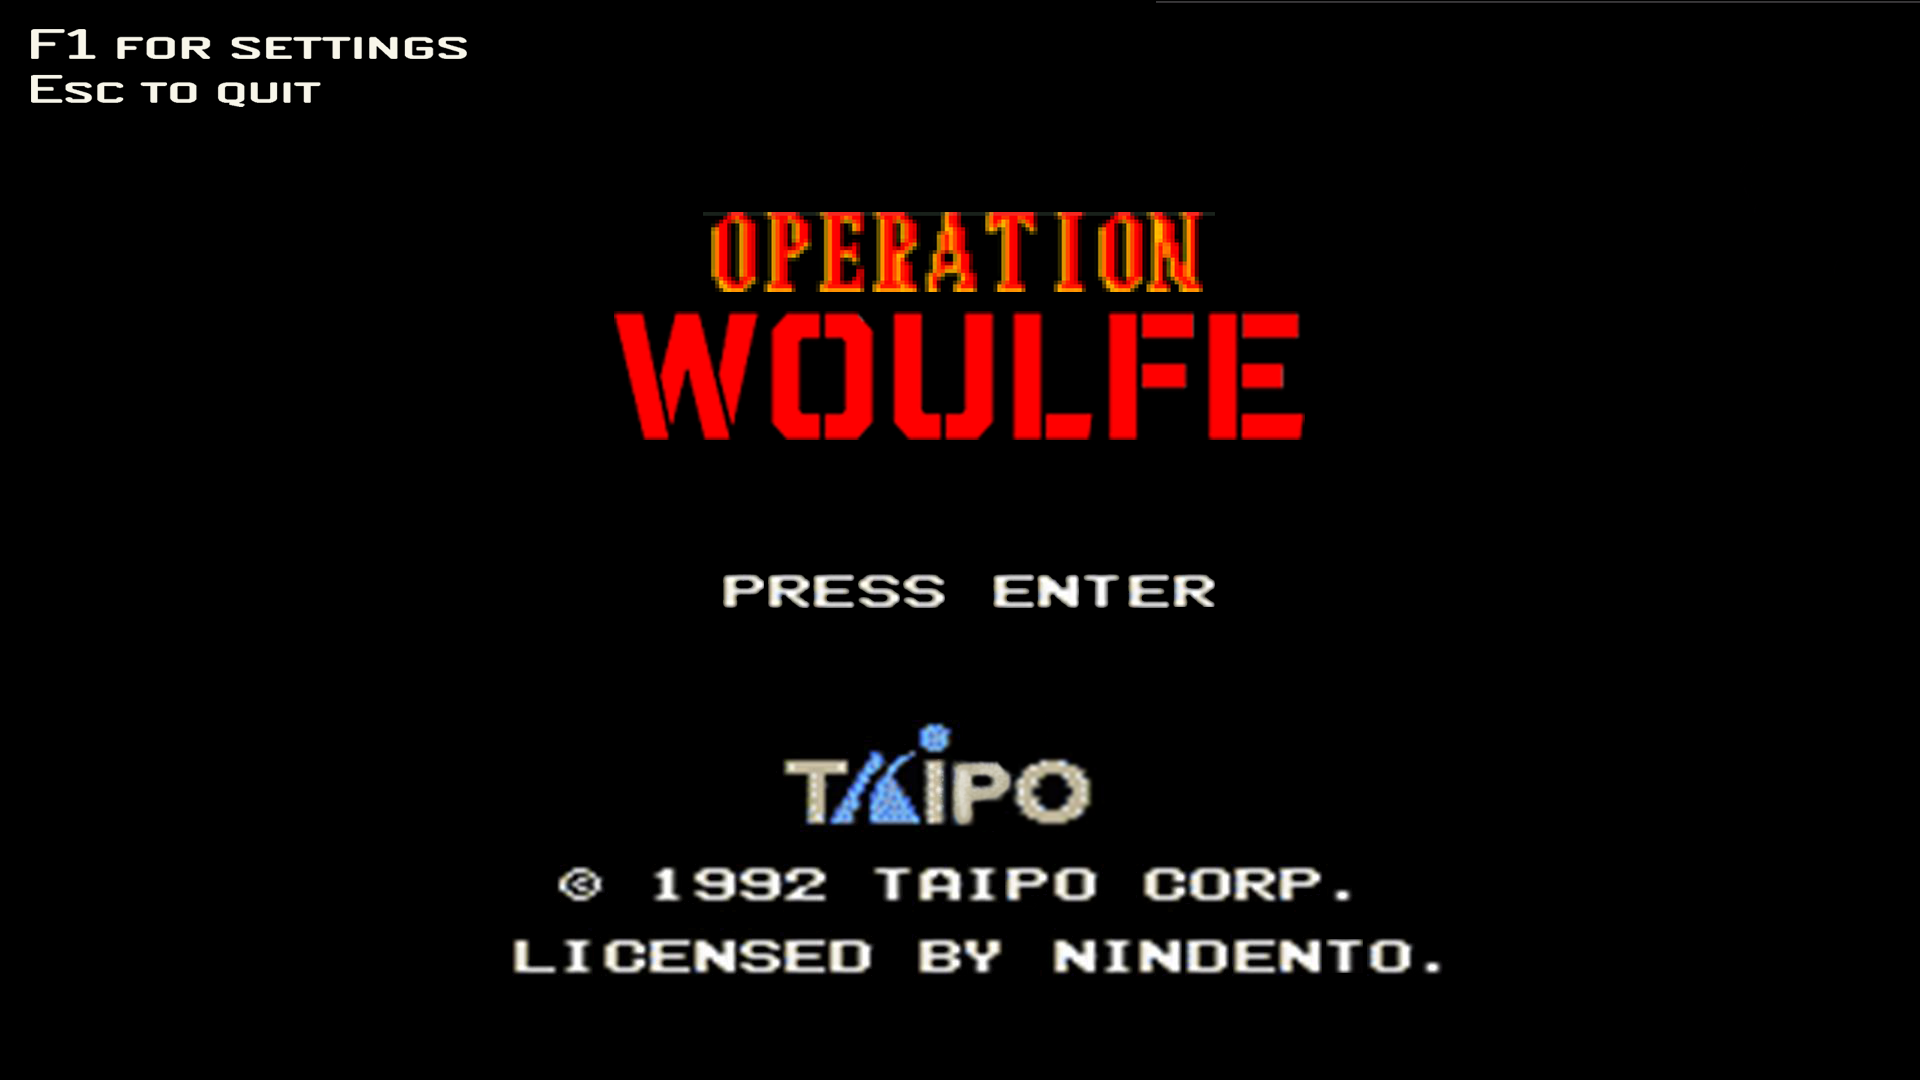 F1 FOR SETTINGS
ESC TO QUIT
OPERATION
WOULFE
PRESS ENTER
TAiPO
© 1992 TAIPO CORP.
LICENSED BY NINDENTO.